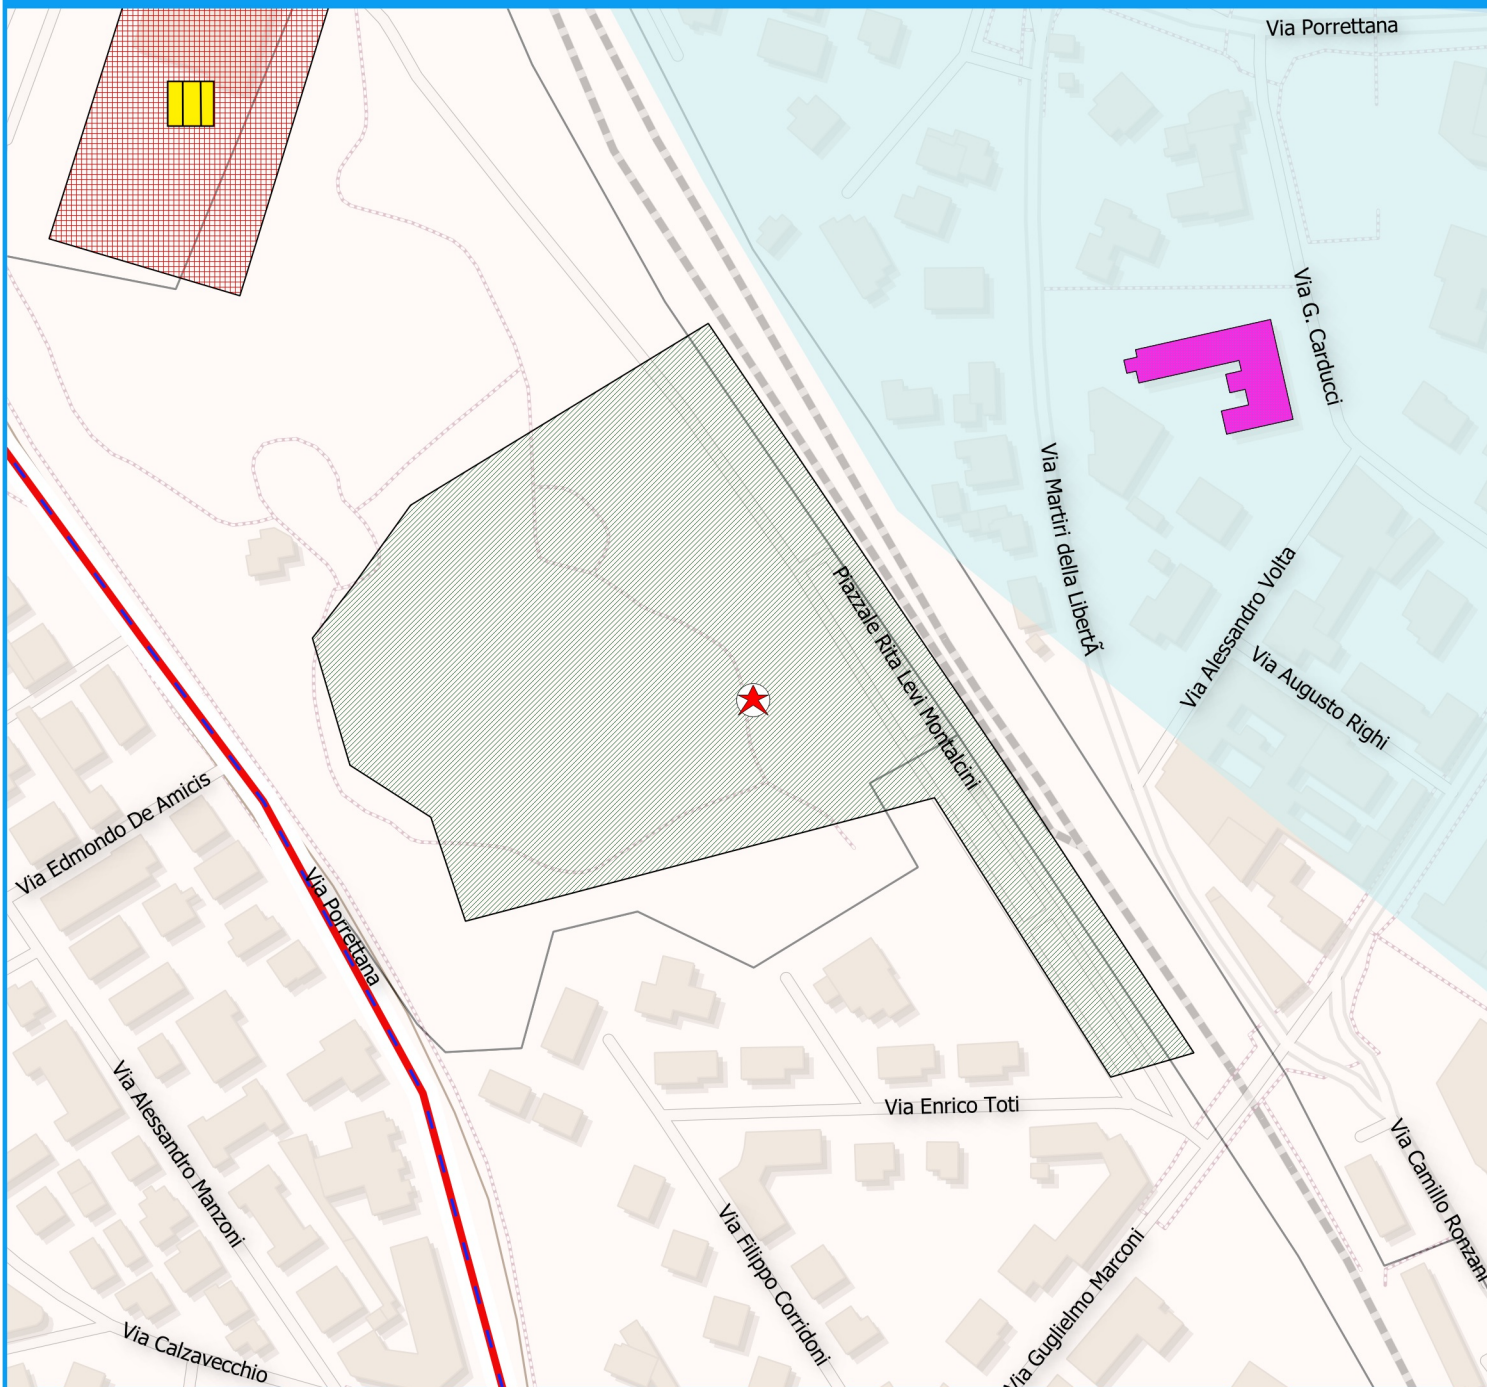 Via Porrettana
Via G. Carducci
Via Martiri della LibertÃ
Via Alessandro Volta
Via Augusto Righi
Piazzale Rita Levi Montalcini
Via Edmondo De Amicis
Via Porrettana
Via Alessandro Manzoni
Via Enrico Toti
Via Camillo Ronzani
Via Filippo Corridoni
Via Guglielmo Marconi
Via Calzavecchio